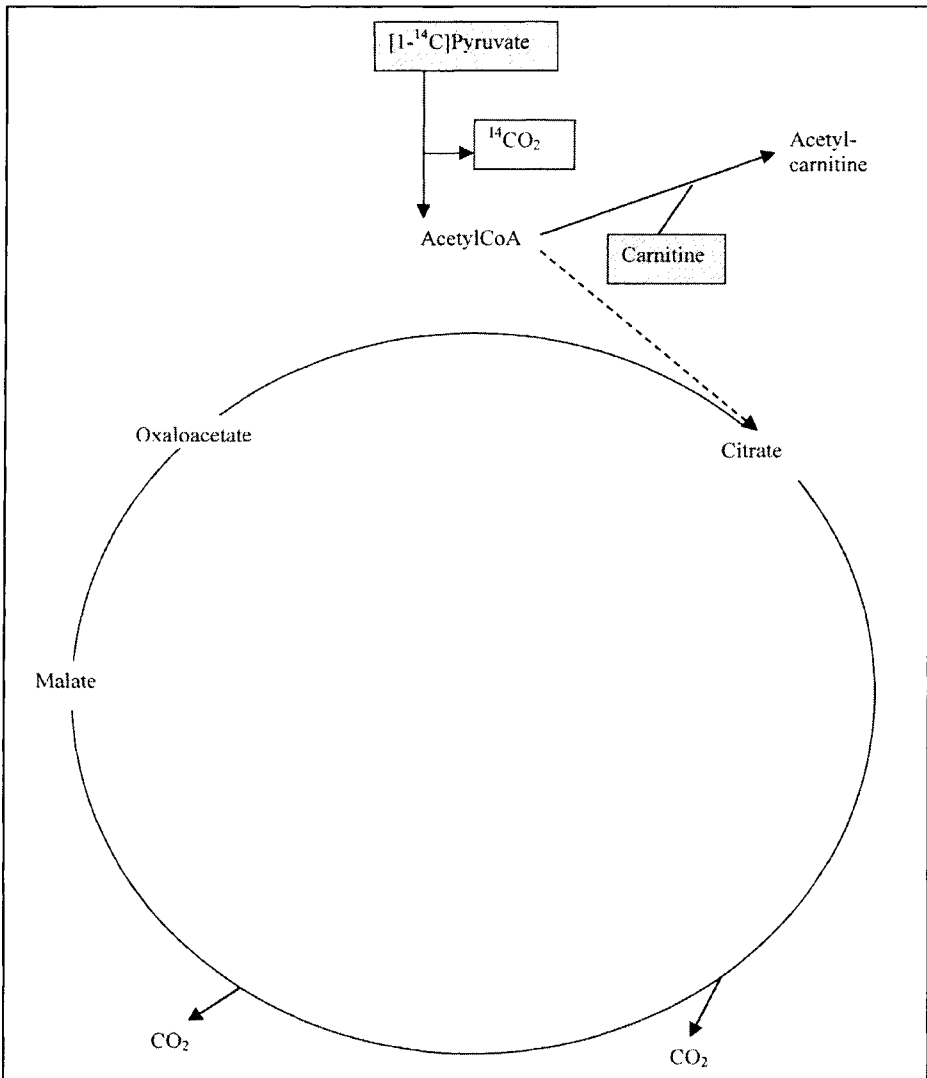 [1-¹⁴C]Pyruvate
¹⁴CO₂
Acetyl-
carnitine
AcetylCoA
Carnitine
Oxaloacetate
Citrate
Malate
CO₂
CO₂